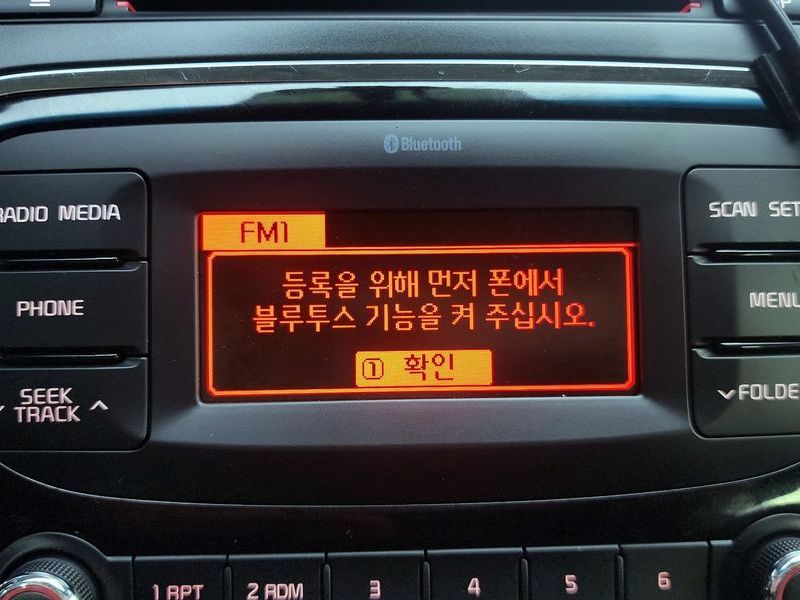 Bluetooth
RADIO MEDIA
SCAN SET
FM1
등록을 위해 먼저 폰에서
블루투스 기능을 켜 주십시오.
① 확인
PHONE
MENU
SEEK
TRACK
FOLDE
1 RPT
2 RDM
3
4
5
6